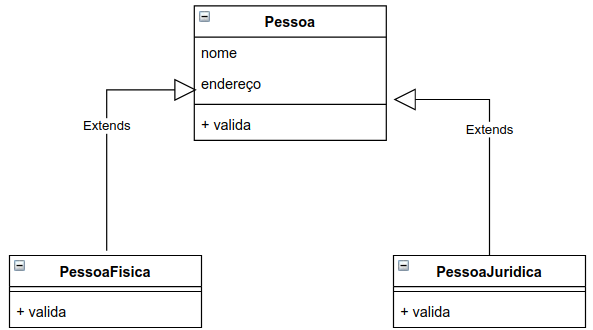 Pessoa
nome
endereço
+ valida
Extends
Extends
PessoaFisica
+ valida
PessoaJuridica
+ valida